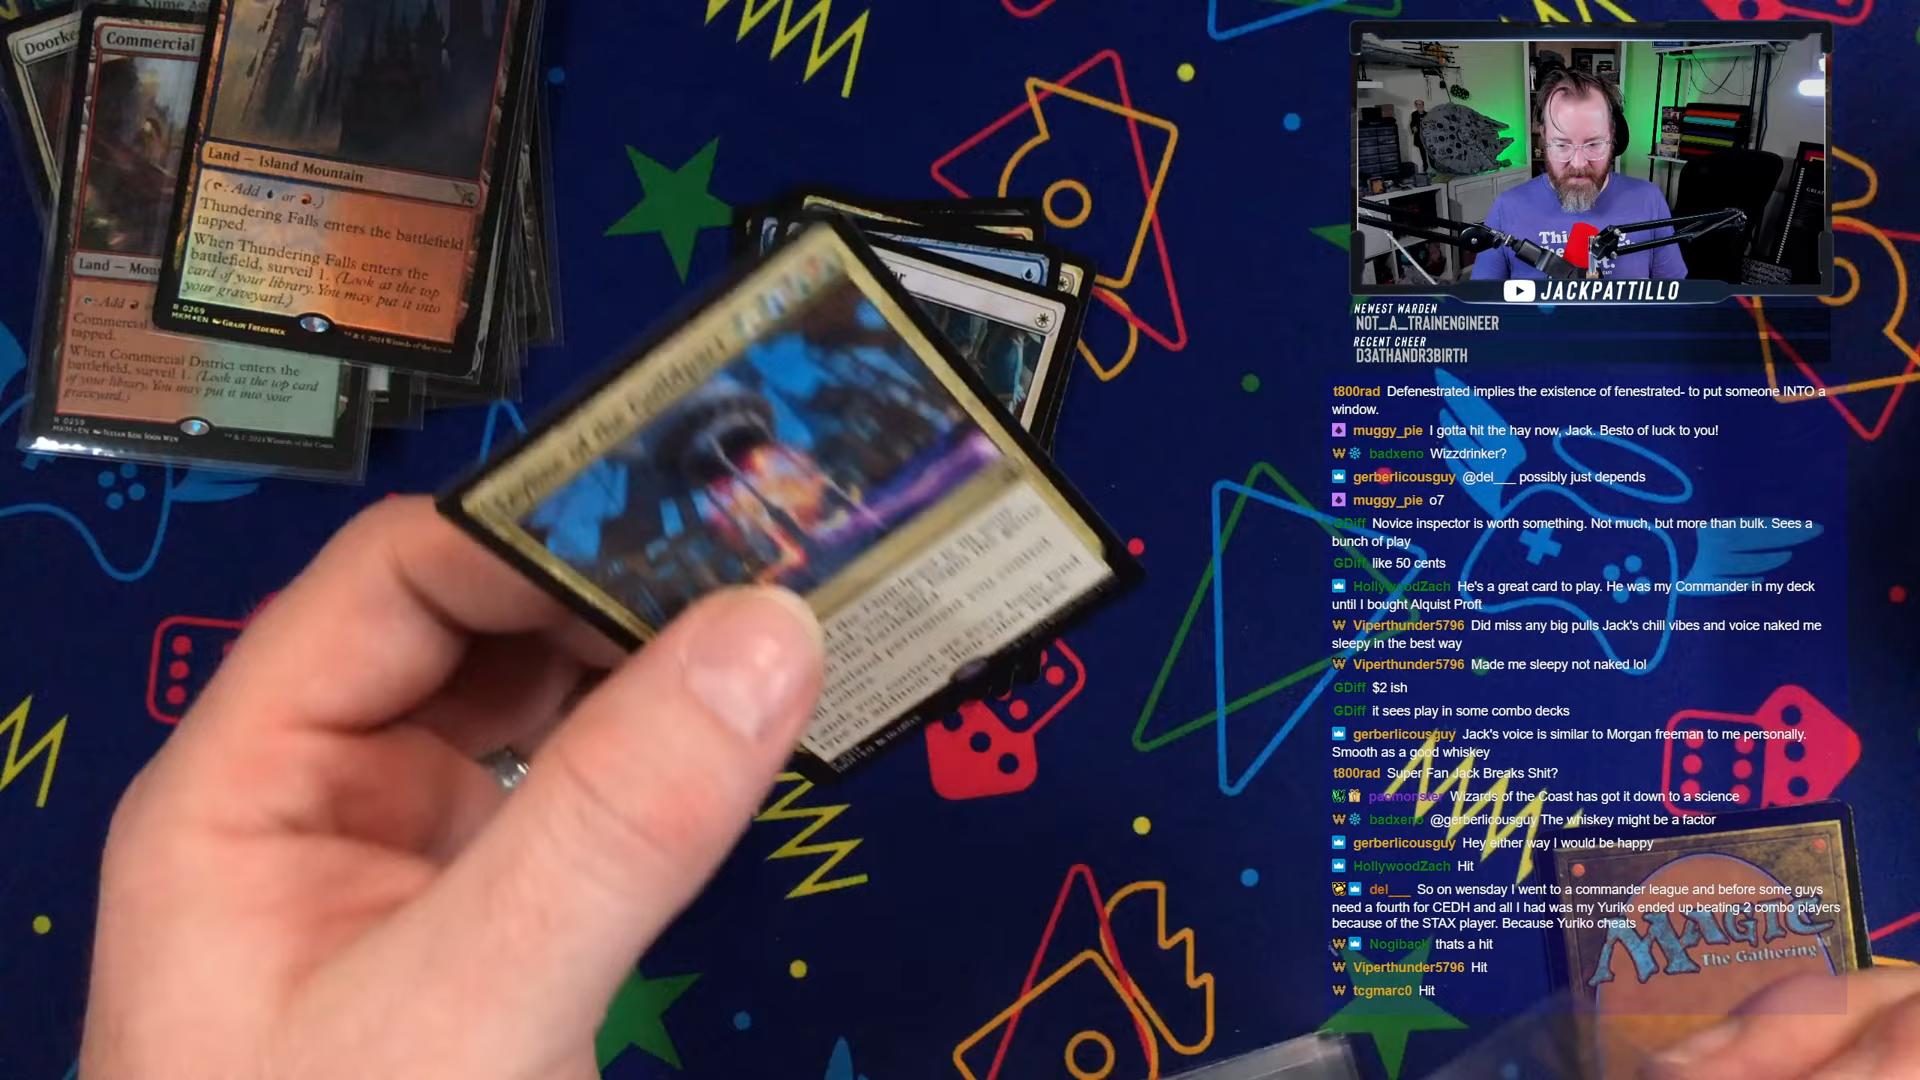 Doorke
Commercial
Land — Moun
({T}: Add
Commercial
tapped.
When Commercial District enters the
battlefield, surveil 1. (Look at the top card
of your library. You may put it into your
graveyard.)
R 0259
MKM • EN
Land — Island Mountain
({T}: Add or .)
Thundering Falls enters the battlefield
tapped.
When Thundering Falls enters the
battlefield, surveil 1. (Look at the top
card of your library. You may put it into
your graveyard.)
R 0269
MKM EN GRADY FREDERICK
Leyline of the Guildpact
JACKPATTILLO
NEWEST WARDEN
NOT_A_TRAINENGINEER
RECENT CHEER
D3ATHANDR3BIRTH
t800rad Defenestrated implies the existence of fenestrated- to put someone INTO a
window.
muggy_pie I gotta hit the hay now, Jack. Besto of luck to you!
badxeno Wizzdrinker?
gerberlicousguy @del___ possibly just depends
muggy_pie o7
GDiff Novice inspector is worth something. Not much, but more than bulk. Sees a
bunch of play
GDiff like 50 cents
HollywoodZach He's a great card to play. He was my Commander in my deck
until I bought Alquist Proft
Viperthunder5796 Did miss any big pulls Jack's chill vibes and voice naked me
sleepy in the best way
Viperthunder5796 Made me sleepy not naked lol
GDiff $2 ish
GDiff it sees play in some combo decks
gerberlicousguy Jack's voice is similar to Morgan freeman to me personally.
Smooth as a good whiskey
t800rad Super Fan Jack Breaks Shit?
pacmonster Wizards of the Coast has got it down to a science
badxeno @gerberlicousguy The whiskey might be a factor
gerberlicousguy Hey either way I would be happy
HollywoodZach Hit
del___ So on wensday I went to a commander league and before some guys
need a fourth for CEDH and all I had was my Yuriko ended up beating 2 combo players
because of the STAX player. Because Yuriko cheats
Nogiback thats a hit
Viperthunder5796 Hit
tcgmarc0 Hit
MAGIC
The Gathering